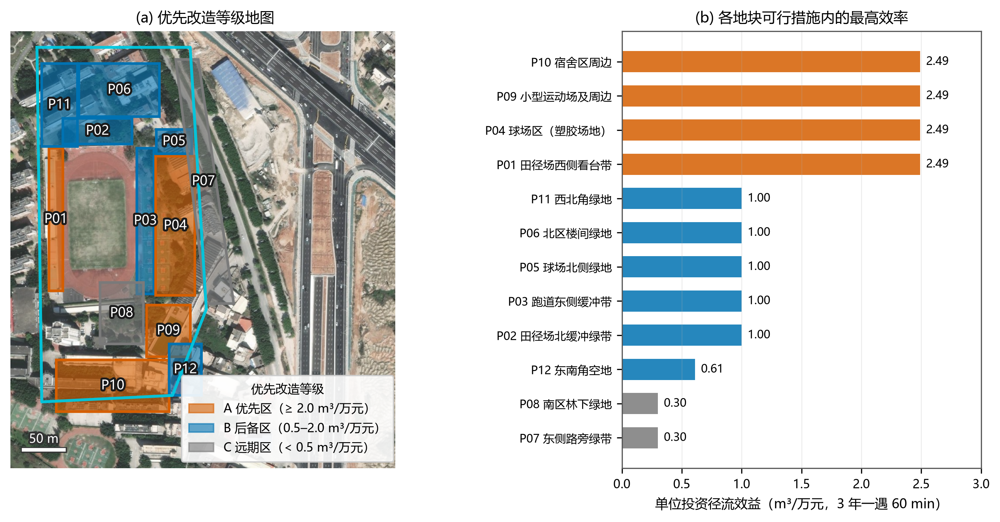 (a) 优先改造等级地图
P06
P11
P02
P05
P07
P01
P03
P04
P08
P09
P12
P10
优先改造等级
A 优先区（≥ 2.0 m³/万元）
B 后备区（0.5–2.0 m³/万元）
C 远期区（< 0.5 m³/万元）
50 m
(b) 各地块可行措施内的最高效率
P10 宿舍区周边 2.49
P09 小型运动场及周边 2.49
P04 球场区（塑胶场地） 2.49
P01 田径场西侧看台带 2.49
P11 西北角绿地 1.00
P06 北区楼间绿地 1.00
P05 球场北侧绿地 1.00
P03 跑道东侧缓冲带 1.00
P02 田径场北缓冲绿带 1.00
P12 东南角空地 0.61
P08 南区林下绿地 0.30
P07 东侧路旁绿带 0.30
0.0 0.5 1.0 1.5 2.0 2.5 3.0
单位投资径流效益（m³/万元，3 年一遇 60 min）